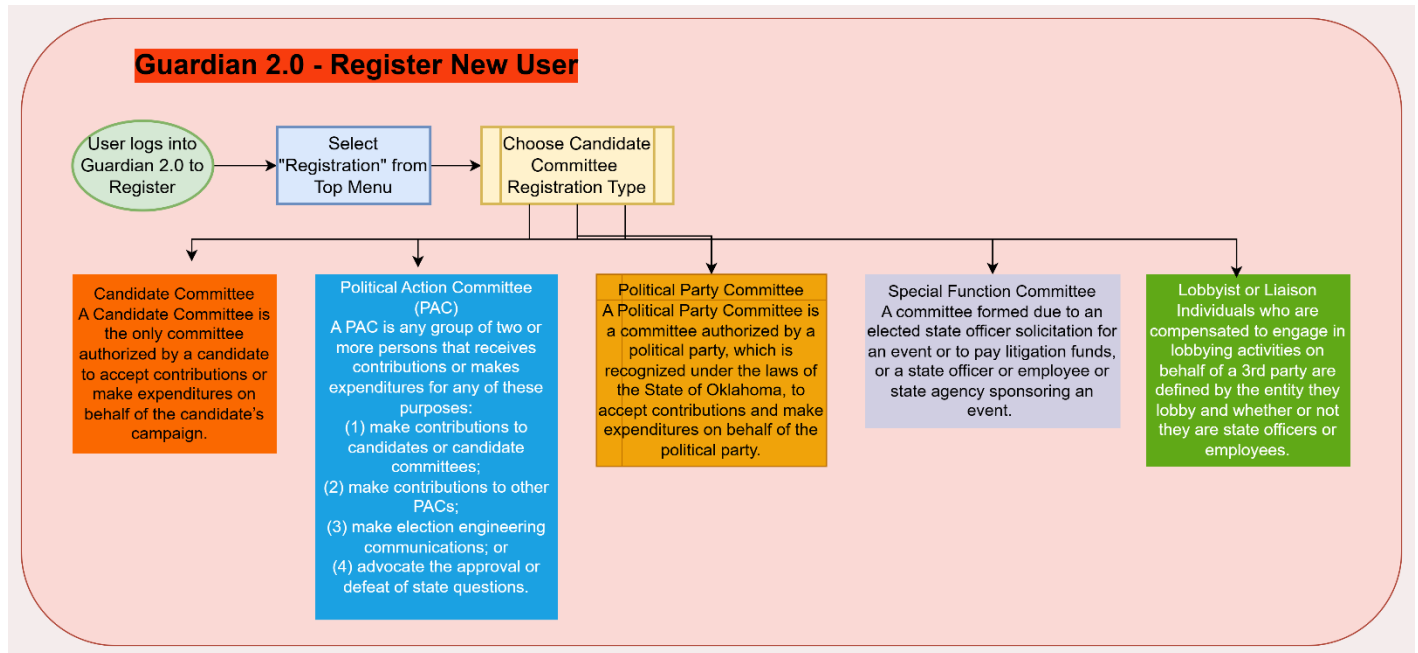 Guardian 2.0 - Register New User
User logs into
Guardian 2.0 to
Register
Select
"Registration" from
Top Menu
Choose Candidate
Committee
Registration Type
Candidate Committee
A Candidate Committee is
the only committee
authorized by a candidate
to accept contributions or
make expenditures on
behalf of the candidate's
campaign.
Political Action Committee
(PAC)
A PAC is any group of two or
more persons that receives
contributions or makes
expenditures for any of these
purposes:
(1) make contributions to
candidates or candidate
committees;
(2) make contributions to other
PACs;
(3) make election engineering
communications; or
(4) advocate the approval or
defeat of state questions.
Political Party Committee
A Political Party Committee is
a committee authorized by a
political party, which is
recognized under the laws of
the State of Oklahoma, to
accept contributions and make
expenditures on behalf of the
political party.
Special Function Committee
A committee formed due to an
elected state officer solicitation for
an event or to pay litigation funds,
or a state officer or employee or
state agency sponsoring an
event.
Lobbyist or Liaison
Individuals who are
compensated to engage in
lobbying activities on
behalf of a 3rd party are
defined by the entity they
lobby and whether or not
they are state officers or
employees.